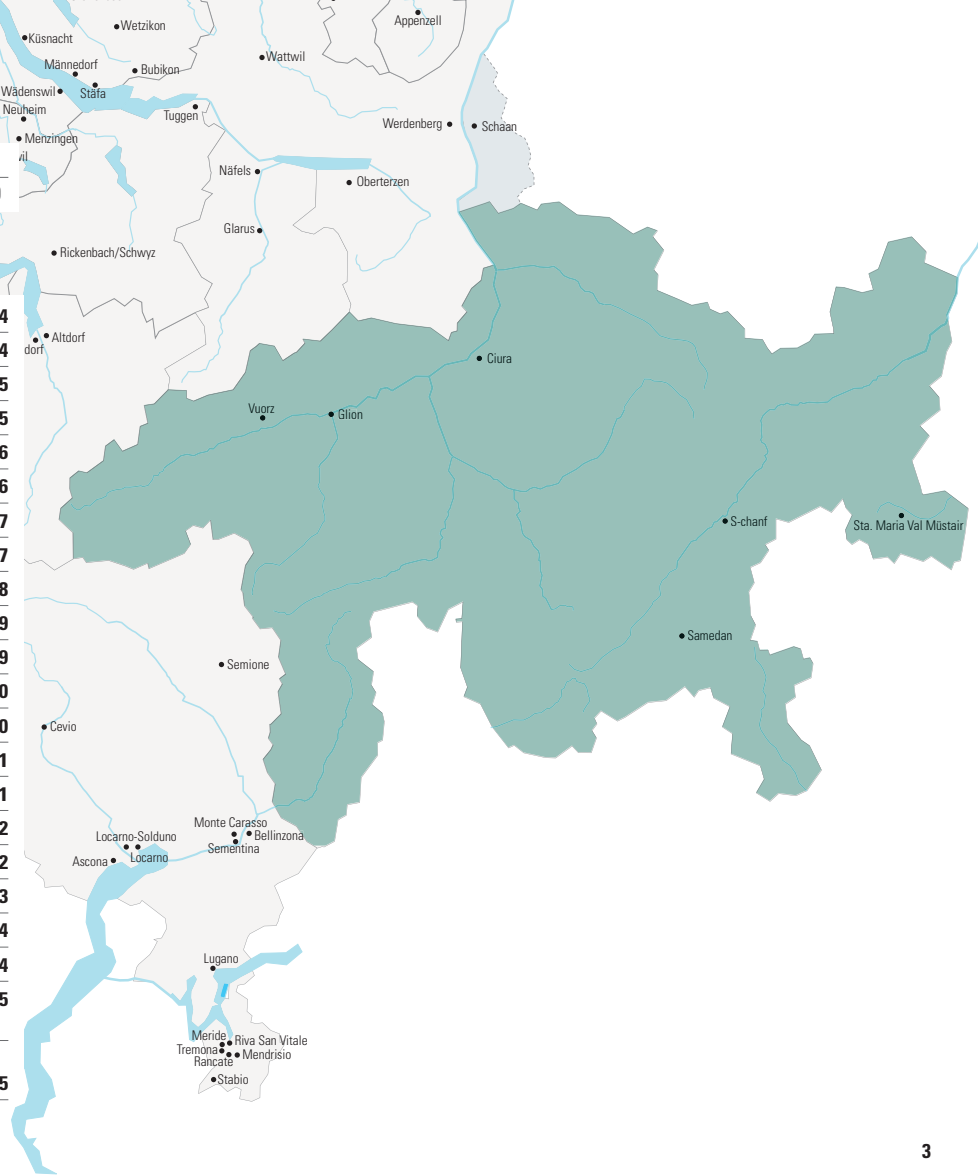 Appenzell
Wetzikon
Küsnacht
Wattwil
Männedorf
Bubikon
Wädenswil
Stäfa
Neuheim
Tuggen
Werdenberg
Schaan
Menzingen
wil
Näfels
Oberterzen
Glarus
Rickenbach/Schwyz
4
Altdorf
4
dorf
Ciura
5
Vuorz
Glion
5
6
6
7
S-chanf
Sta. Maria Val Müstair
7
8
9
Samedan
9
Semione
0
0
Cevio
1
1
2
Monte Carasso
Locarno-Solduno
Bellinzona
Sementina
Locarno
2
Ascona
3
4
Lugano
4
5
Meride
Riva San Vitale
Tremona
Mendrisio
Rancate
Stabio
5
3